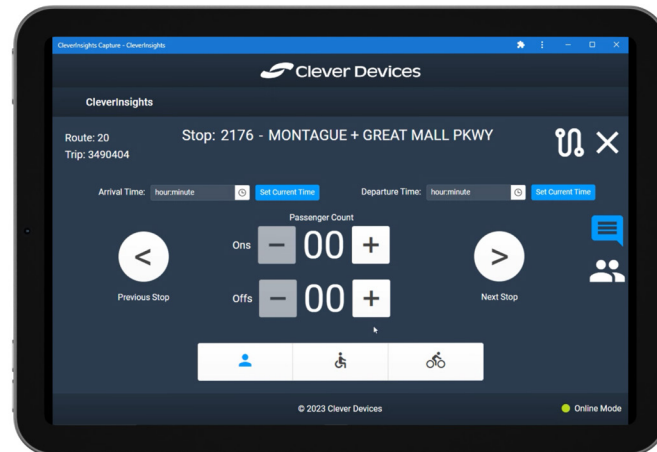 CleverInsights Capture - CleverInsights
Clever Devices
CleverInsights
Route: 20
Trip: 3490404
Stop: 2176 - MONTAGUE + GREAT MALL PKWY
Arrival Time: hour:minute Set Current Time
Departure Time: hour:minute Set Current Time
Passenger Count
Ons − 00 +
Offs − 00 +
<
Previous Stop
>
Next Stop
© 2023 Clever Devices
Online Mode